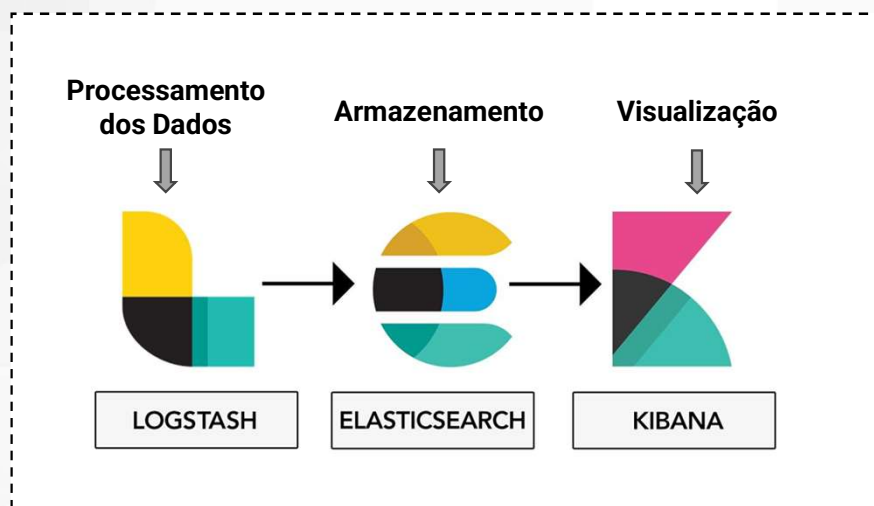 Processamento
dos Dados
Armazenamento
Visualização
LOGSTASH
ELASTICSEARCH
KIBANA